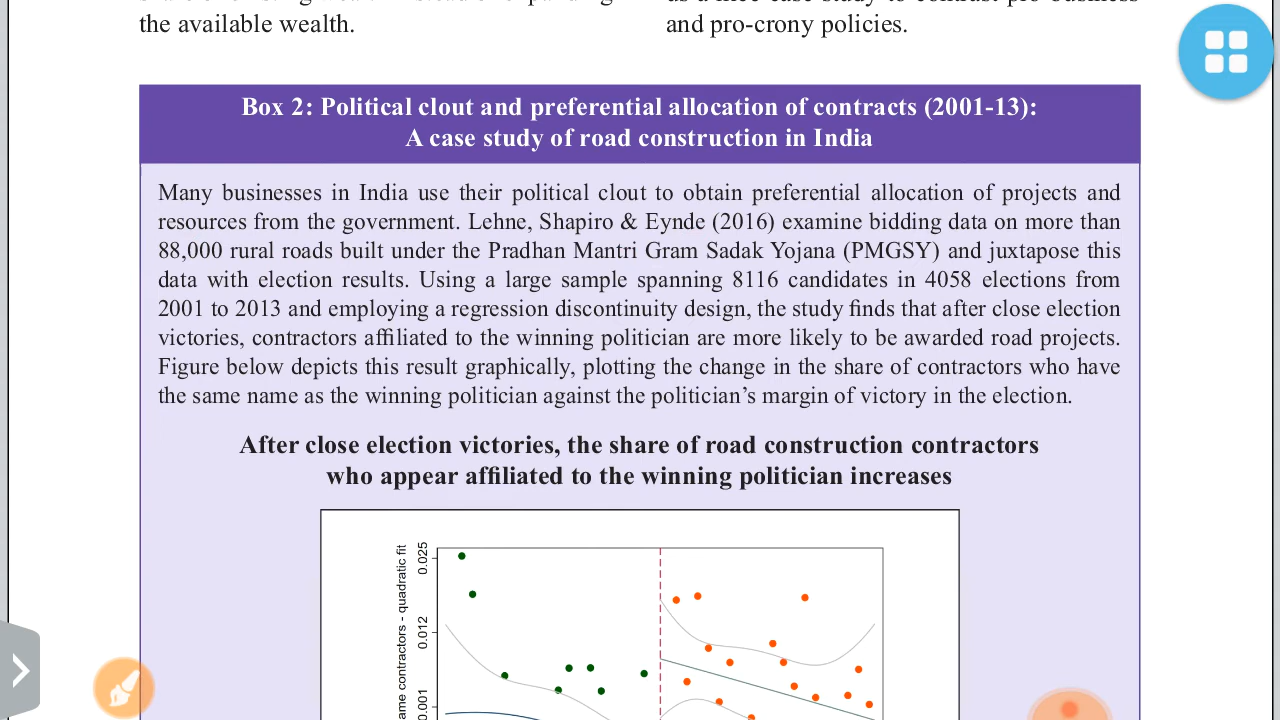 the available wealth.
and pro-crony policies.
Box 2: Political clout and preferential allocation of contracts (2001-13):
A case study of road construction in India
Many businesses in India use their political clout to obtain preferential allocation of projects and
resources from the government. Lehne, Shapiro & Eynde (2016) examine bidding data on more than
88,000 rural roads built under the Pradhan Mantri Gram Sadak Yojana (PMGSY) and juxtapose this
data with election results. Using a large sample spanning 8116 candidates in 4058 elections from
2001 to 2013 and employing a regression discontinuity design, the study finds that after close election
victories, contractors affiliated to the winning politician are more likely to be awarded road projects.
Figure below depicts this result graphically, plotting the change in the share of contractors who have
the same name as the winning politician against the politician's margin of victory in the election.
After close election victories, the share of road construction contractors
who appear affiliated to the winning politician increases
contractors - quadratic fit
0.025
0.012
0.001